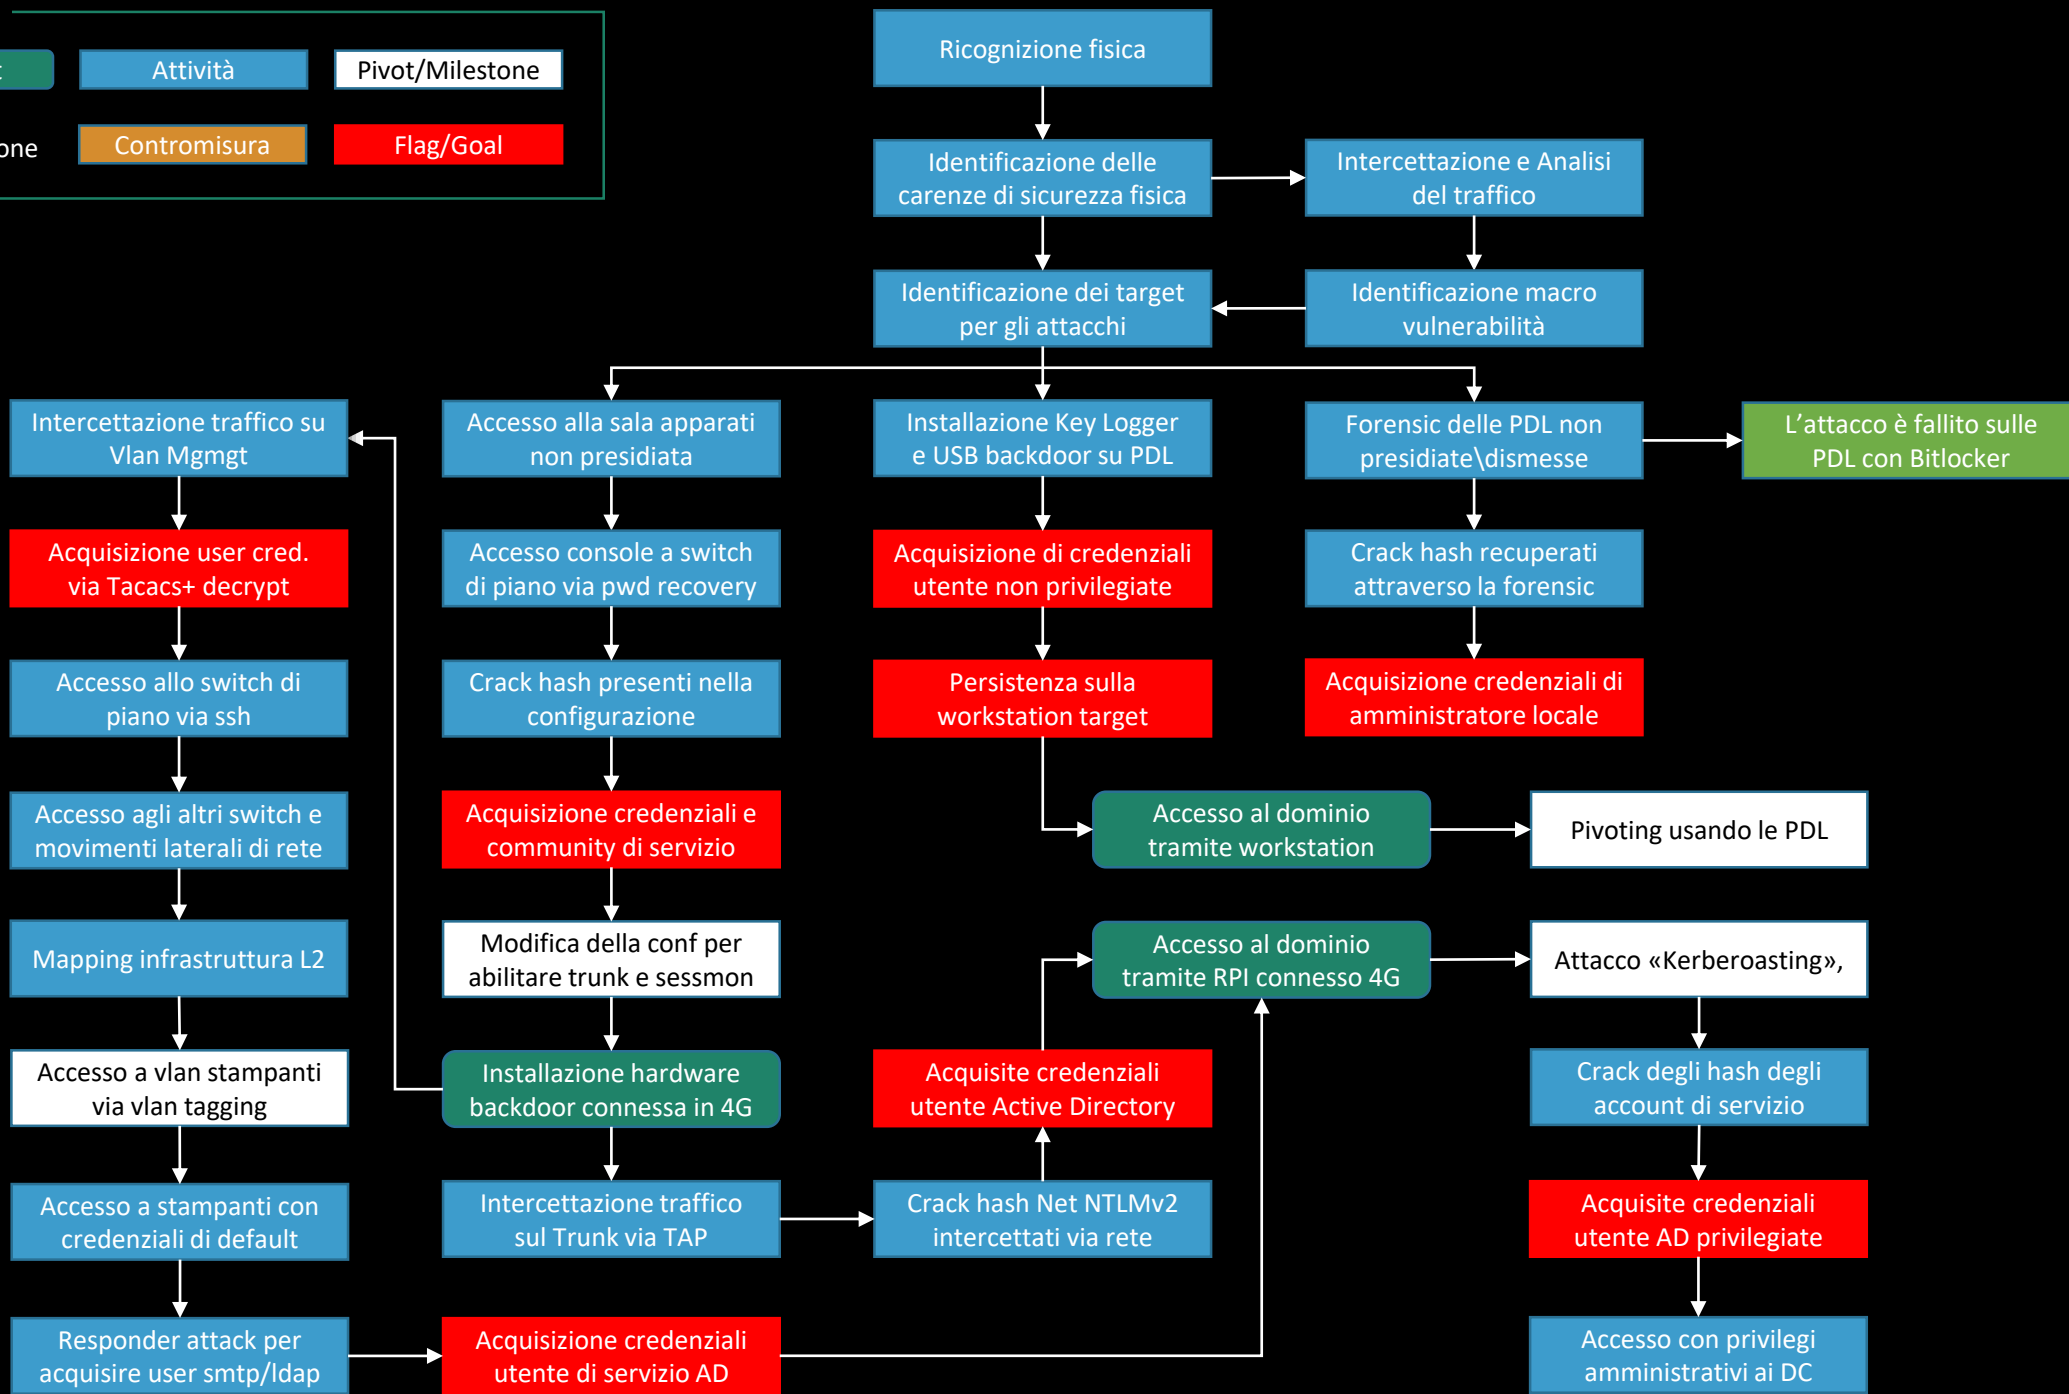 Attività
Pivot/Milestone
Contromisura
Flag/Goal
Ricognizione fisica
Identificazione delle
carenze di sicurezza fisica
Intercettazione e Analisi
del traffico
Identificazione dei target
per gli attacchi
Identificazione macro
vulnerabilità
Intercettazione traffico su
Vlan Mgmgt
Accesso alla sala apparati
non presidiata
Installazione Key Logger
e USB backdoor su PDL
Forensic delle PDL non
presidiate\dismesse
L'attacco è fallito sulle
PDL con Bitlocker
Acquisizione user cred.
via Tacacs+ decrypt
Accesso console a switch
di piano via pwd recovery
Acquisizione di credenziali
utente non privilegiate
Crack hash recuperati
attraverso la forensic
Accesso allo switch di
piano via ssh
Crack hash presenti nella
configurazione
Persistenza sulla
workstation target
Acquisizione credenziali di
amministratore locale
Accesso agli altri switch e
movimenti laterali di rete
Acquisizione credenziali e
community di servizio
Accesso al dominio
tramite workstation
Pivoting usando le PDL
Mapping infrastruttura L2
Modifica della conf per
abilitare trunk e sessmon
Accesso al dominio
tramite RPI connesso 4G
Attacco «Kerberoasting»,
Accesso a vlan stampanti
via vlan tagging
Installazione hardware
backdoor connessa in 4G
Acquisite credenziali
utente Active Directory
Crack degli hash degli
account di servizio
Accesso a stampanti con
credenziali di default
Intercettazione traffico
sul Trunk via TAP
Crack hash Net NTLMv2
intercettati via rete
Acquisite credenziali
utente AD privilegiate
Responder attack per
acquisire user smtp/ldap
Acquisizione credenziali
utente di servizio AD
Accesso con privilegi
amministrativi ai DC